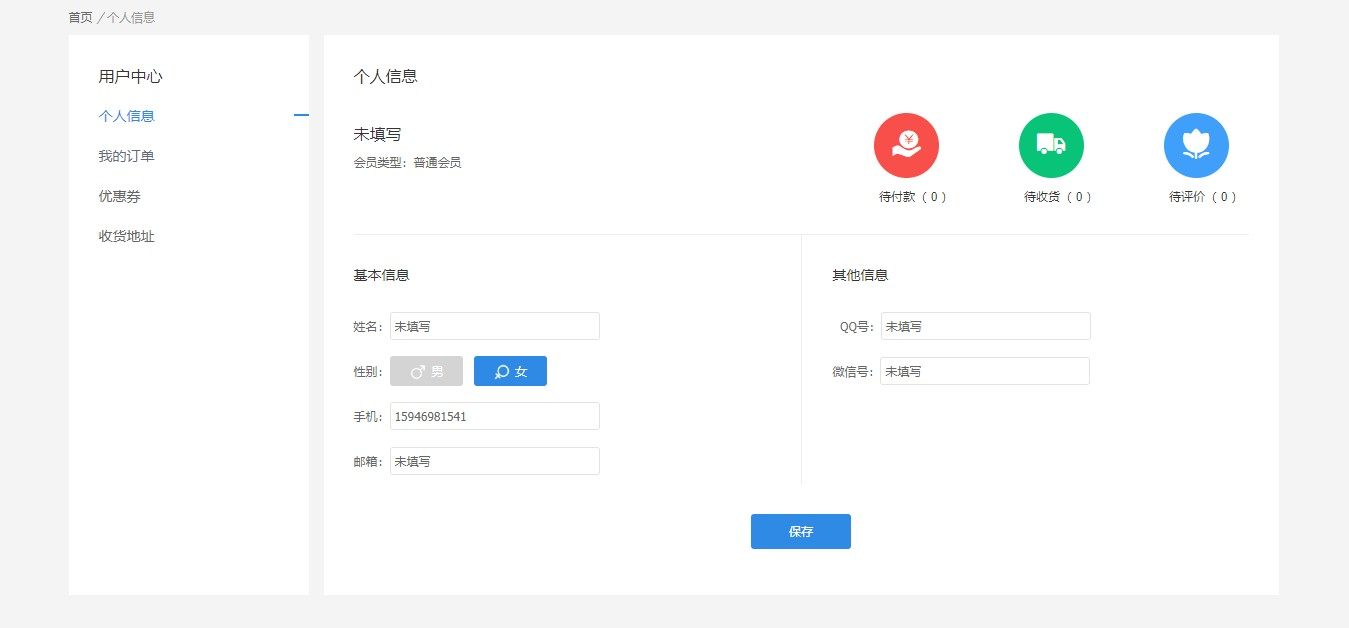 首页 / 个人信息
用户中心
个人信息
我的订单
优惠券
收货地址
个人信息
未填写
会员类型：普通会员
¥
待付款（ 0 ）
待收货（ 0 ）
待评价（ 0 ）
基本信息
姓名：未填写
性别：男 女
手机：15946981541
邮箱：未填写
其他信息
QQ号：未填写
微信号：未填写
保存